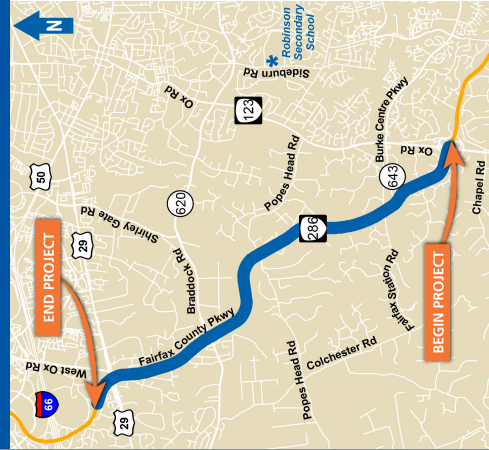 N
Robinson
Secondary
School
Sideburn Rd
Ox Rd
123
50
Burke Centre Pkwy
Ox Rd
643
Popes Head Rd
620
Shirley Gate Rd
29
Braddock Rd
286
Chapel Rd
END PROJECT
BEGIN PROJECT
Fairfax Station Rd
Fairfax County Pkwy
West Ox Rd
Colchester Rd
Popes Head Rd
66
29